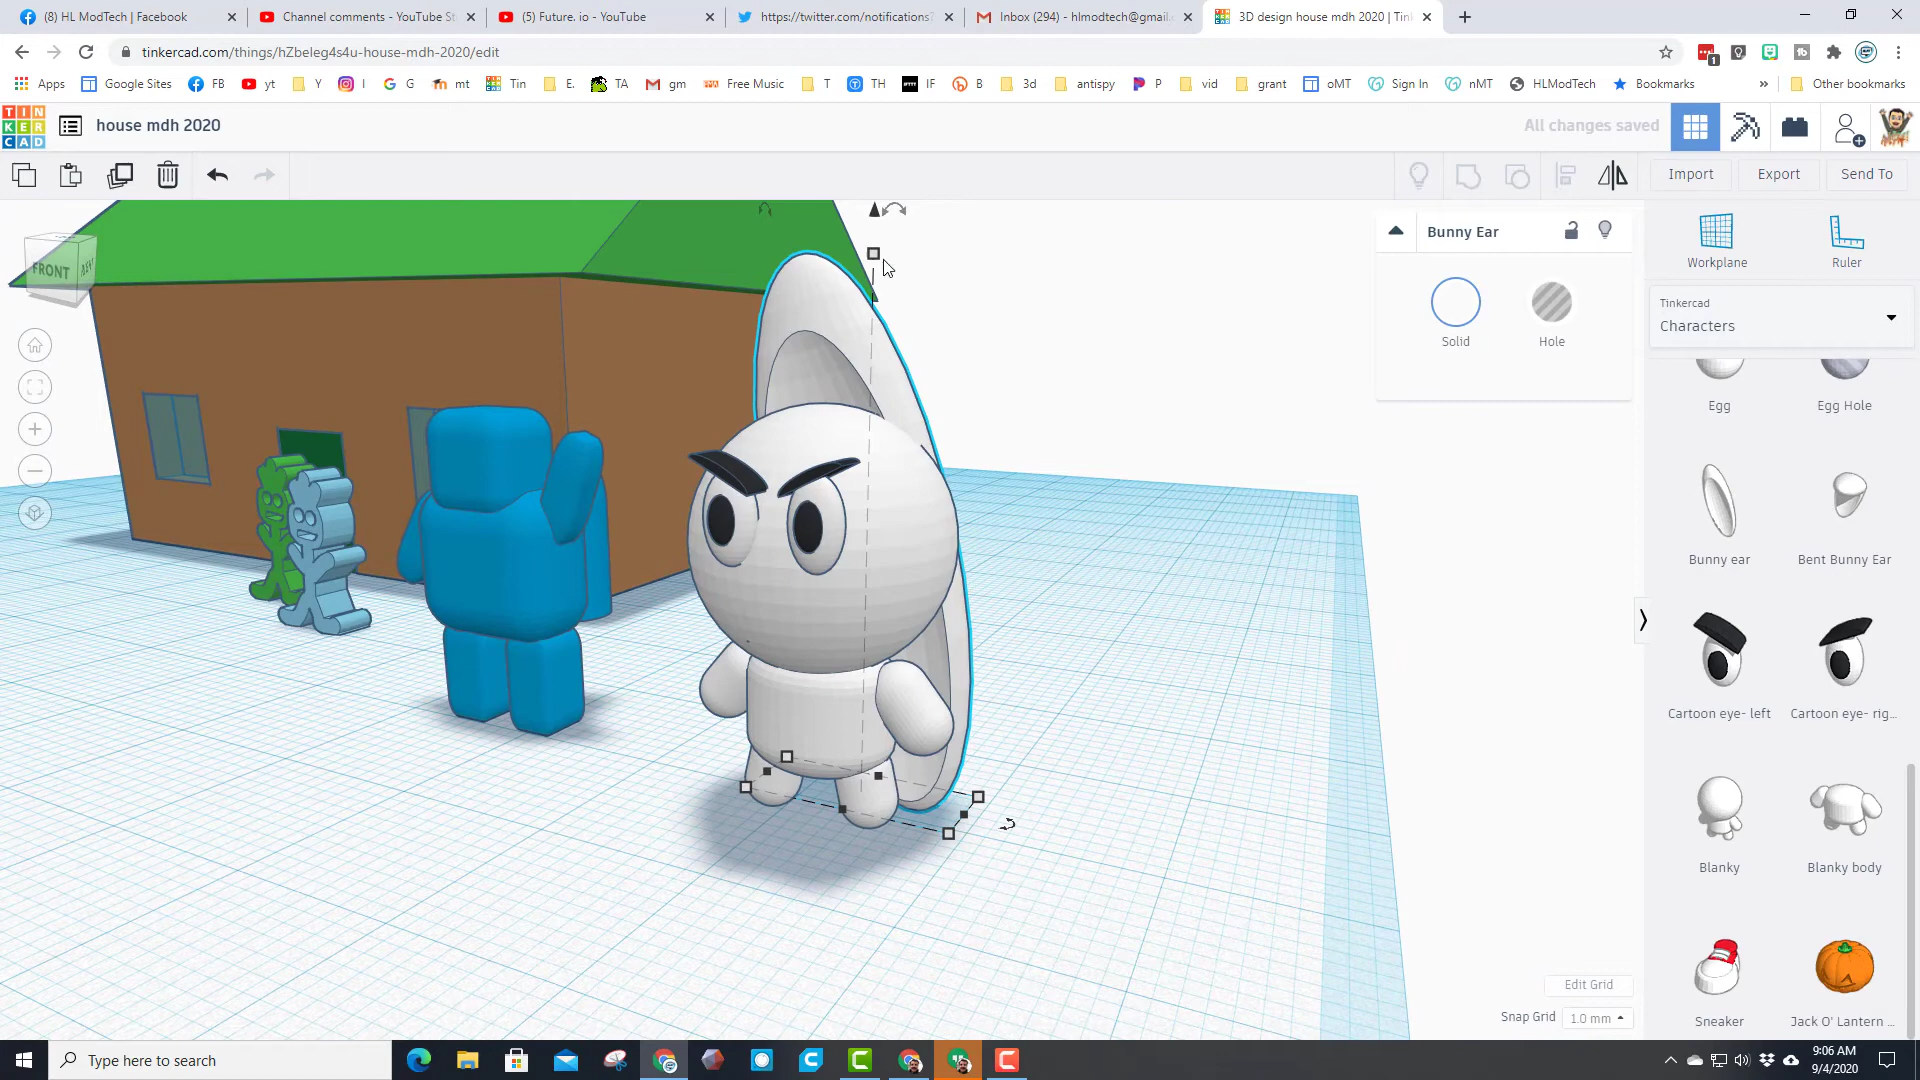 (8) HL ModTech | Facebook
Channel comments - YouTube St
(5) Future. io - YouTube
https://twitter.com/notifications?
Inbox (294) - hlmodtech@gmail.
3D design house mdh 2020 | Tin
tinkercad.com/things/hZbeleg4s4u-house-mdh-2020/edit
Apps
Google Sites
FB
yt
Y
I
G
mt
Tin
E.
TA
gm
Free Music
T
TH
IF
B
3d
antispy
P
vid
grant
oMT
Sign In
nMT
HLModTech
Bookmarks
»
Other bookmarks
TIN
KER
CAD
house mdh 2020
All changes saved
Import
Export
Send To
FRONT
Bunny Ear
Solid
Hole
Workplane
Ruler
Tinkercad
Characters
Egg
Egg Hole
Bunny ear
Bent Bunny Ear
Cartoon eye- left
Cartoon eye- rig...
Blanky
Blanky body
Sneaker
Jack O' Lantern ...
Edit Grid
Snap Grid
1.0 mm
Type here to search
9:06 AM
9/4/2020